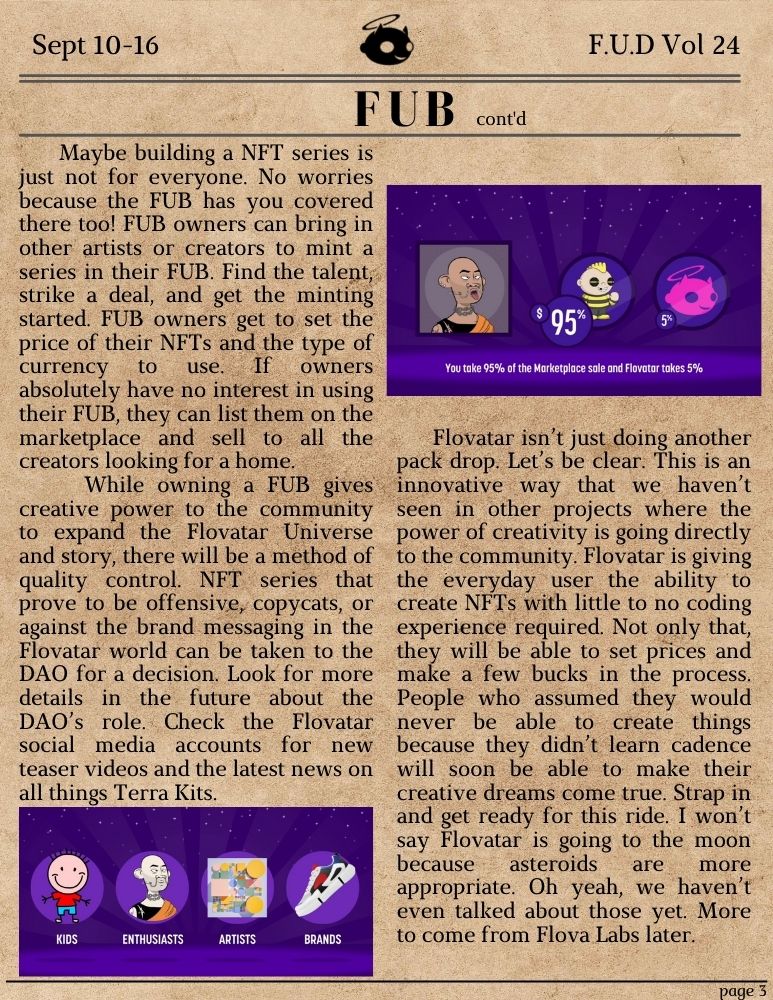 Sept 10-16
F.U.D Vol 24
FUB cont'd
Maybe building a NFT series is
just not for everyone. No worries
because the FUB has you covered
there too! FUB owners can bring in
other artists or creators to mint a
series in their FUB. Find the talent,
strike a deal, and get the minting
started. FUB owners get to set the
price of their NFTs and the type of
currency to use. If owners
absolutely have no interest in using
their FUB, they can list them on the
marketplace and sell to all the
creators looking for a home.
While owning a FUB gives
creative power to the community
to expand the Flovatar Universe
and story, there will be a method of
quality control. NFT series that
prove to be offensive, copycats, or
against the brand messaging in the
Flovatar world can be taken to the
DAO for a decision. Look for more
details in the future about the
DAO's role. Check the Flovatar
social media accounts for new
teaser videos and the latest news on
all things Terra Kits.
KIDS
ENTHUSIASTS
ARTISTS
BRANDS
$ 95%
5%
You take 95% of the Marketplace sale and Flovatar takes 5%
Flovatar isn't just doing another
pack drop. Let's be clear. This is an
innovative way that we haven't
seen in other projects where the
power of creativity is going directly
to the community. Flovatar is giving
the everyday user the ability to
create NFTs with little to no coding
experience required. Not only that,
they will be able to set prices and
make a few bucks in the process.
People who assumed they would
never be able to create things
because they didn't learn cadence
will soon be able to make their
creative dreams come true. Strap in
and get ready for this ride. I won't
say Flovatar is going to the moon
because asteroids are more
appropriate. Oh yeah, we haven't
even talked about those yet. More
to come from Flova Labs later.
page 3